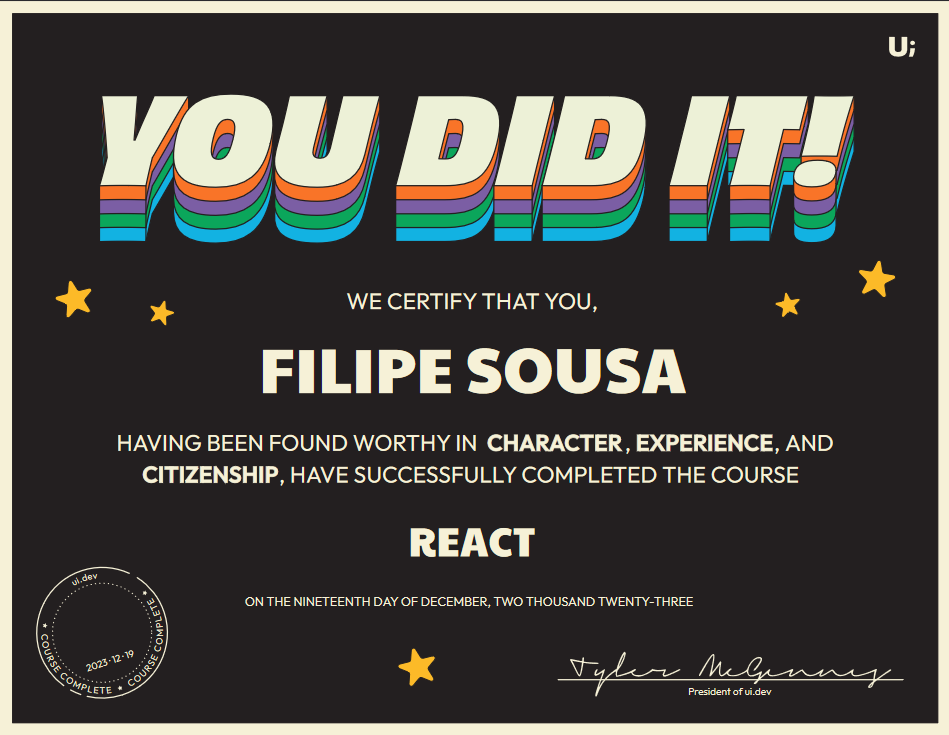 U;
YOU DID IT!
WE CERTIFY THAT YOU,
FILIPE SOUSA
HAVING BEEN FOUND WORTHY IN CHARACTER, EXPERIENCE, AND
CITIZENSHIP, HAVE SUCCESSFULLY COMPLETED THE COURSE
REACT
ON THE NINETEENTH DAY OF DECEMBER, TWO THOUSAND TWENTY-THREE
ui.dev
★ COURSE COMPLETE ★ COURSE COMPLETE ★
2023·12·19
Tyler McGinnis
President of ui.dev